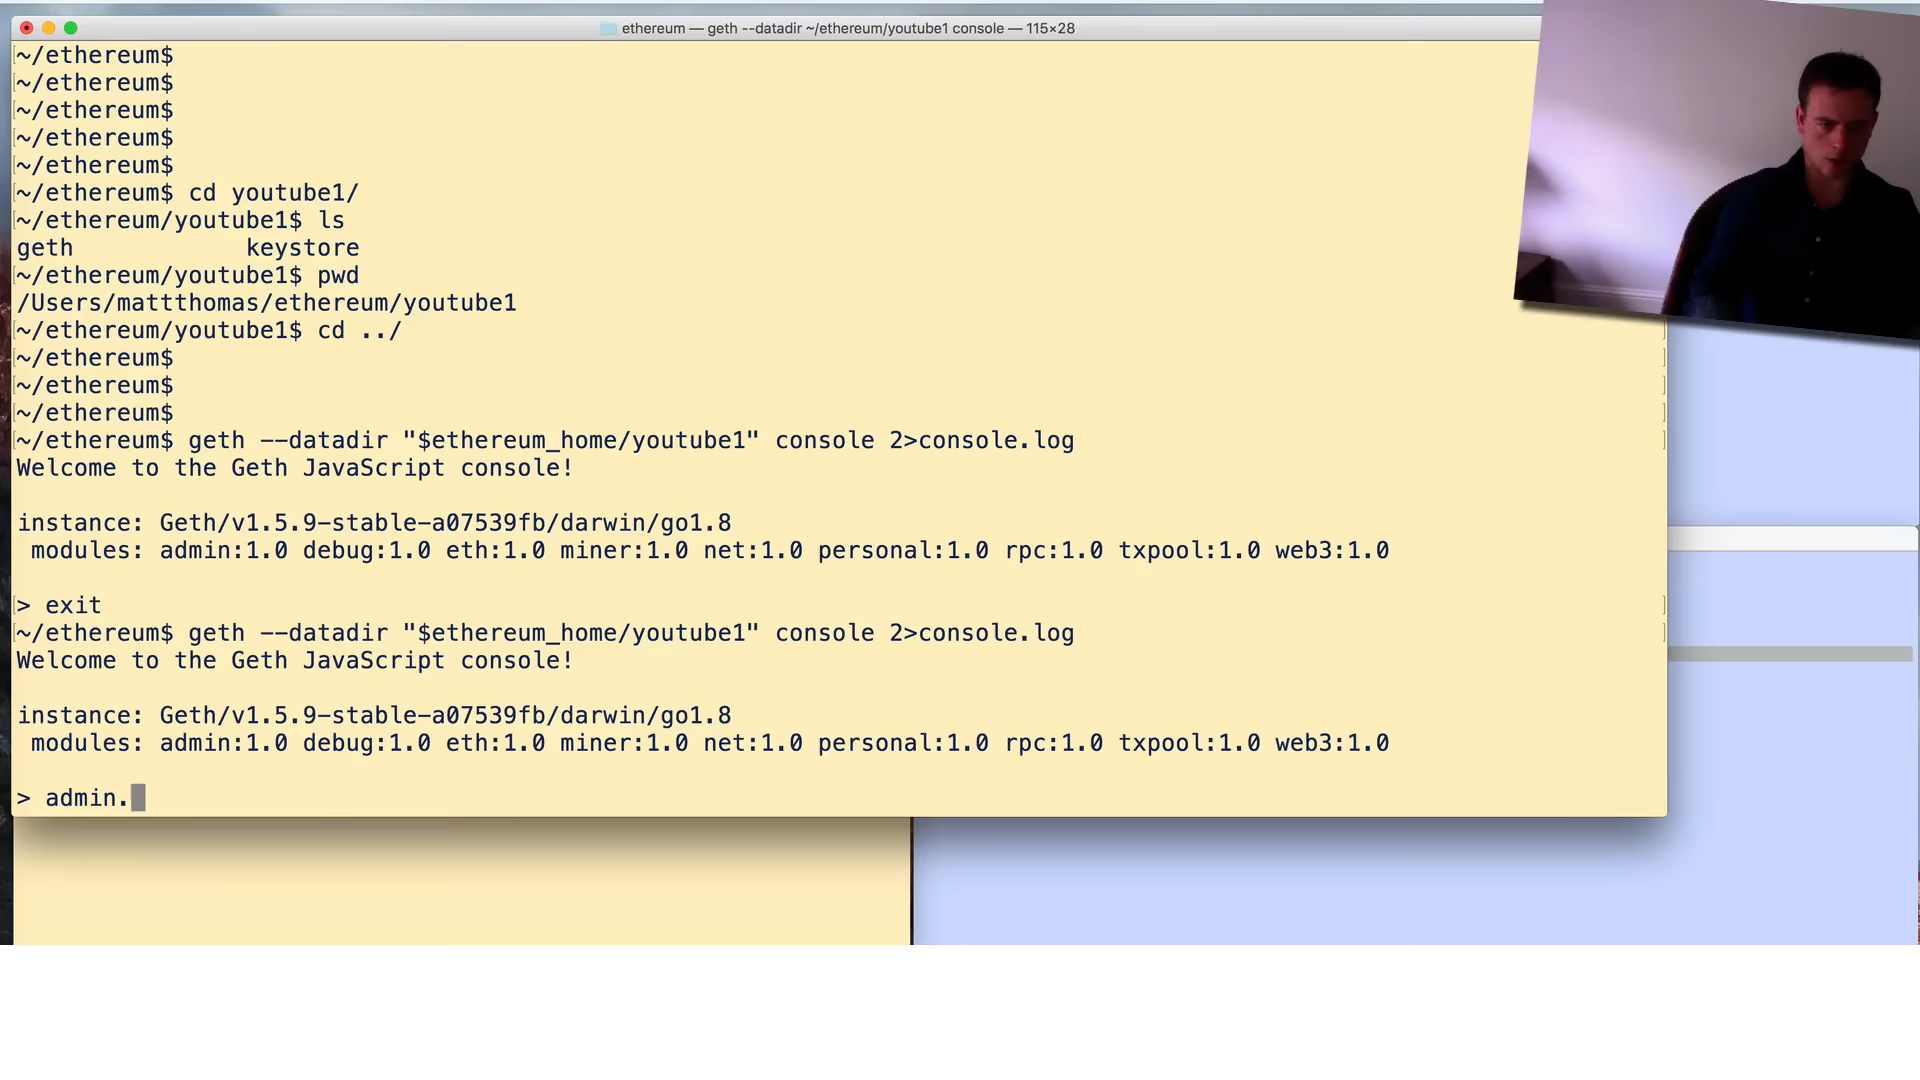 ethereum — geth --datadir ~/ethereum/youtube1 console — 115×28
~/ethereum$
~/ethereum$
~/ethereum$
~/ethereum$
~/ethereum$
~/ethereum$ cd youtube1/
~/ethereum/youtube1$ ls
geth keystore
~/ethereum/youtube1$ pwd
/Users/mattthomas/ethereum/youtube1
~/ethereum/youtube1$ cd ../
~/ethereum$
~/ethereum$
~/ethereum$
~/ethereum$ geth --datadir "$ethereum_home/youtube1" console 2>console.log
Welcome to the Geth JavaScript console!
instance: Geth/v1.5.9-stable-a07539fb/darwin/go1.8
modules: admin:1.0 debug:1.0 eth:1.0 miner:1.0 net:1.0 personal:1.0 rpc:1.0 txpool:1.0 web3:1.0
> exit
~/ethereum$ geth --datadir "$ethereum_home/youtube1" console 2>console.log
Welcome to the Geth JavaScript console!
instance: Geth/v1.5.9-stable-a07539fb/darwin/go1.8
modules: admin:1.0 debug:1.0 eth:1.0 miner:1.0 net:1.0 personal:1.0 rpc:1.0 txpool:1.0 web3:1.0
> admin.